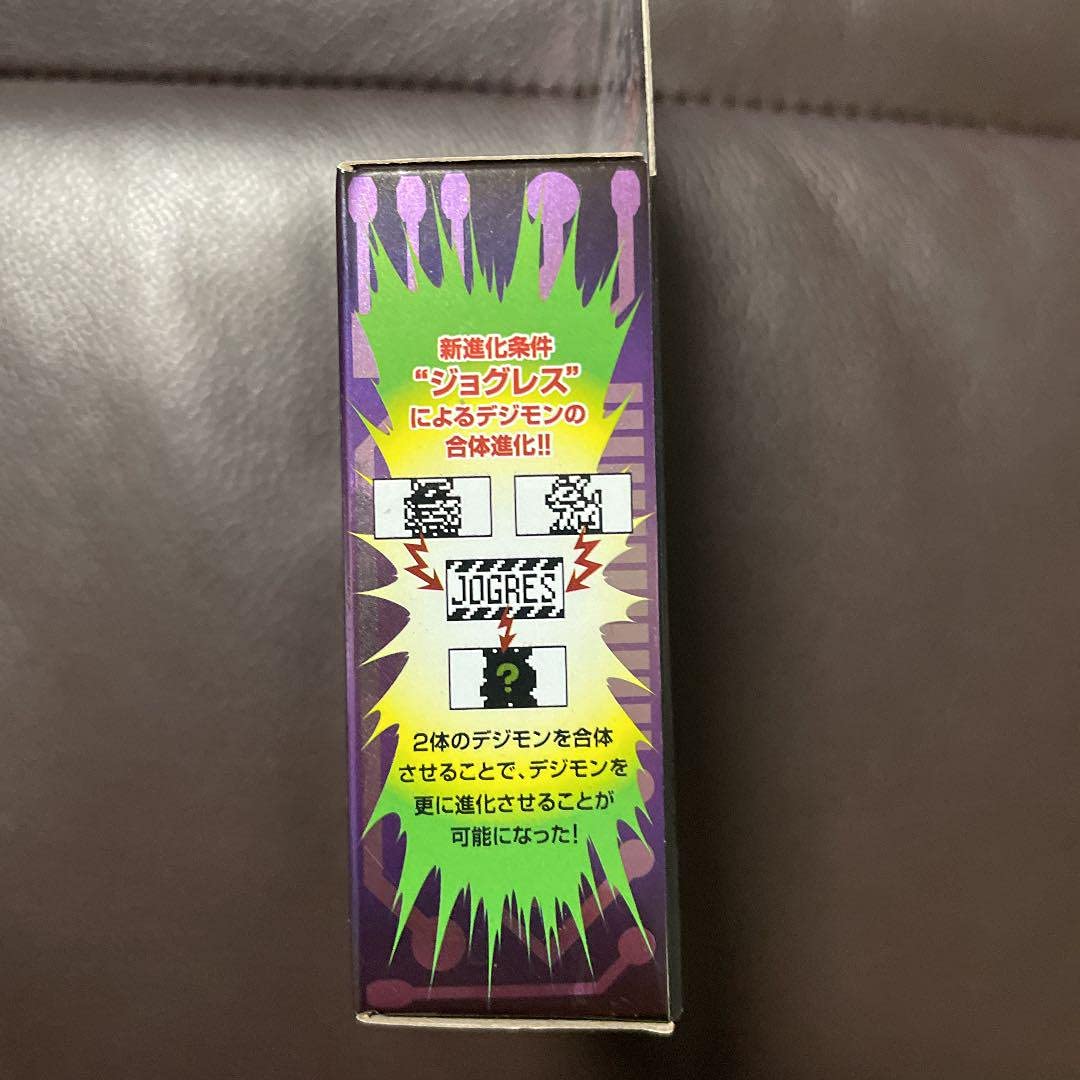 新進化条件
“ジョグレス”
によるデジモンの
合体進化!!
JOGRES
?
2体のデジモンを合体
させることで、デジモンを
更に進化させることが
可能になった!